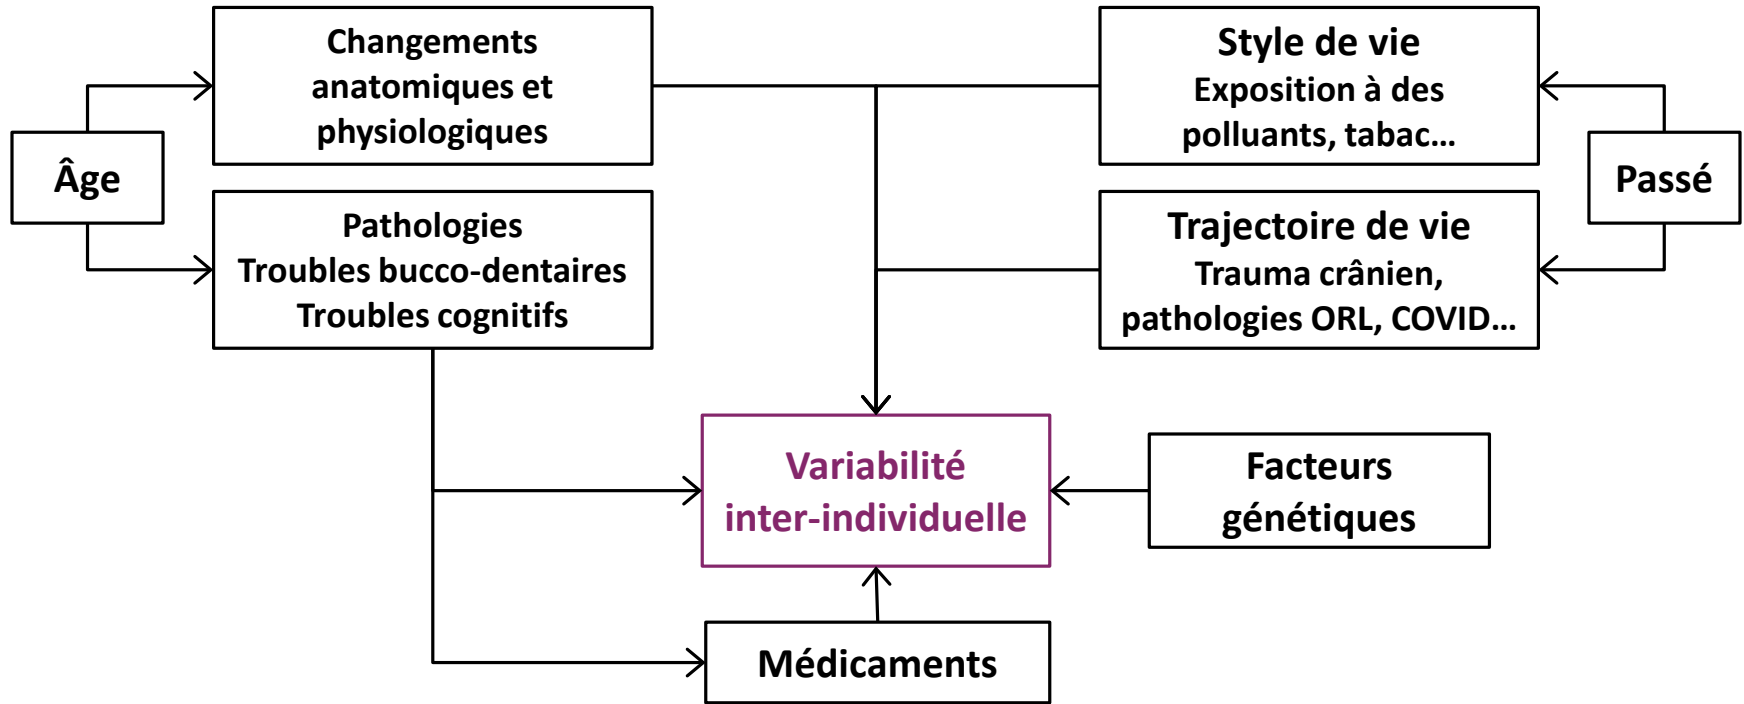 Changements
anatomiques et
physiologiques
Style de vie
Exposition à des
polluants, tabac…
Âge
Passé
Pathologies
Troubles bucco-dentaires
Troubles cognitifs
Trajectoire de vie
Trauma crânien,
pathologies ORL, COVID…
Variabilité
inter-individuelle
Facteurs
génétiques
Médicaments